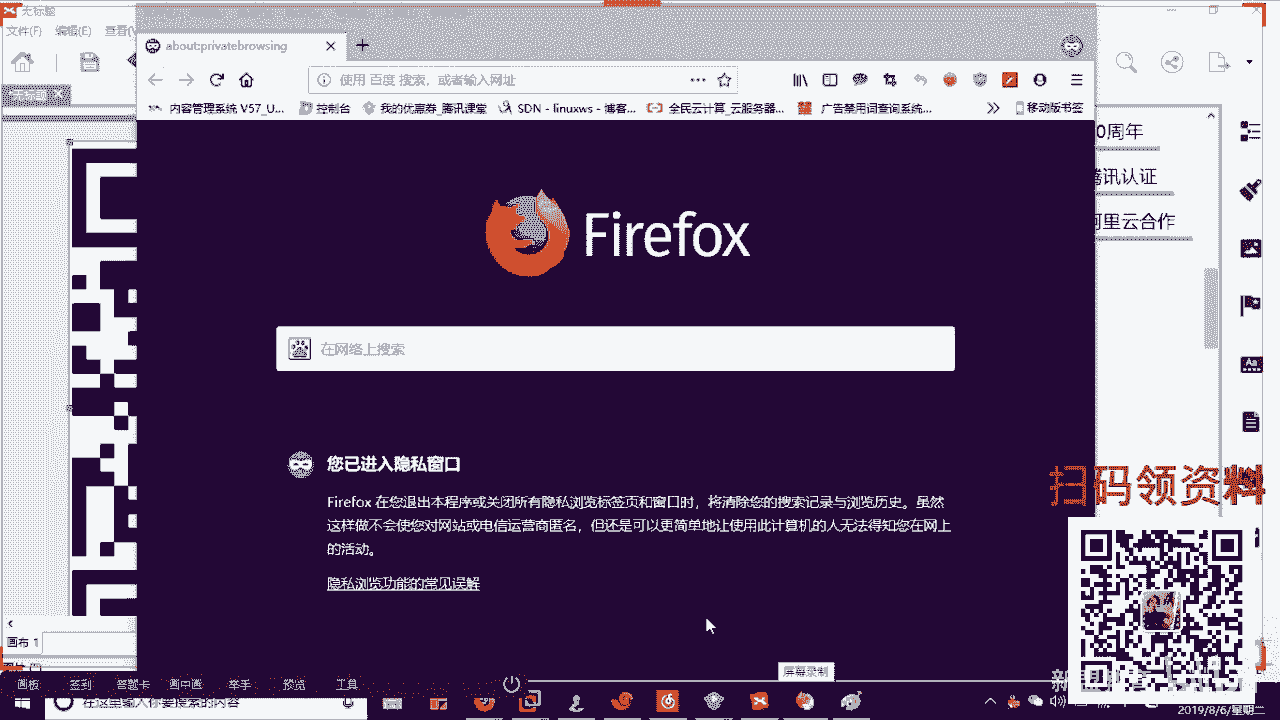 无标题
文件(F) 编辑(E) 查看(V
about:privatebrowsing
使用 百度 搜索，或者输入网址
内容管理系统 V57_U... 控制台 我的优惠券_腾讯课堂 SDN - linuxws - 博客... 全民云计算_云服务器... 广告禁用词查询系统... 移动版书签
0周年
腾讯认证
阿里云合作
Firefox
在网络上搜索
您已进入隐私窗口
Firefox 会在您退出本程序或关闭所有隐私浏览标签页和窗口时，将清除您的搜索记录与浏览历史。虽然
这样做不会使您对网站或电信运营商匿名，但还是可以更简单地让使用此计算机的人无法得知您在网上
的活动。
隐私浏览功能的常见误解
扫码领资料
画布 1
屏幕录制
画板 签到 答题卡 画中画 举手 预览 工具
在这里输入你要搜索的内容
2019/8/6/星期二